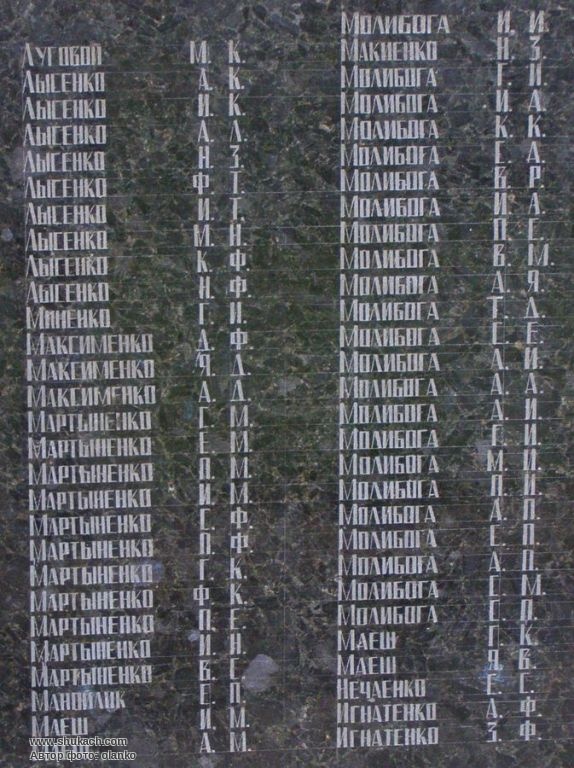 Луговой М. К.
Лысенко А. К.
Лысенко И. К.
Лысенко А. Л.
Лысенко Н. З.
Лысенко Ф. Т.
Лысенко И. Т.
Лысенко М. Н.
Лысенко К. Ф.
Лысенко Н. Ф.
Миненко Г. И.
Максименко Д. Ф.
Максименко Ч. Л.
Максименко А. Д.
Мартыненко С. М.
Мартыненко Е. М.
Мартыненко П. М.
Мартыненко И. М.
Мартыненко С. Ф.
Мартыненко П. Ф.
Мартыненко Г. К.
Мартыненко Ф. К.
Мартыненко П. Е.
Мартыненко И. П.
Мартыненко В. С.
Манойлик Е. П.
Маеш И. М.
А. М.
Молибога И. И
Макиенко Н. З.
Молибога Г. И.
Молибога И. А.
Молибога К. К.
Молибога С. А.
Молибога В. Р.
Молибога И. А.
Молибога П. С.
Молибога В. М.
Молибога А. Я.
Молибога Т. Д.
Молибога С. Е.
Молибога А. И.
Молибога А. А.
Молибога А. И.
Молибога Е. И.
Молибога М. И.
Молибога П. И.
Молибога А. П.
Молибога Е. П.
Молибога А. П.
Молибога С. М.
Молибога С. П.
Маеш Г. К.
Маеш Я. В.
Нечленко С. С.
Игнатенко А. Ф.
Игнатенко З. Ф.
www.shukach.com
Автор фото: olanko